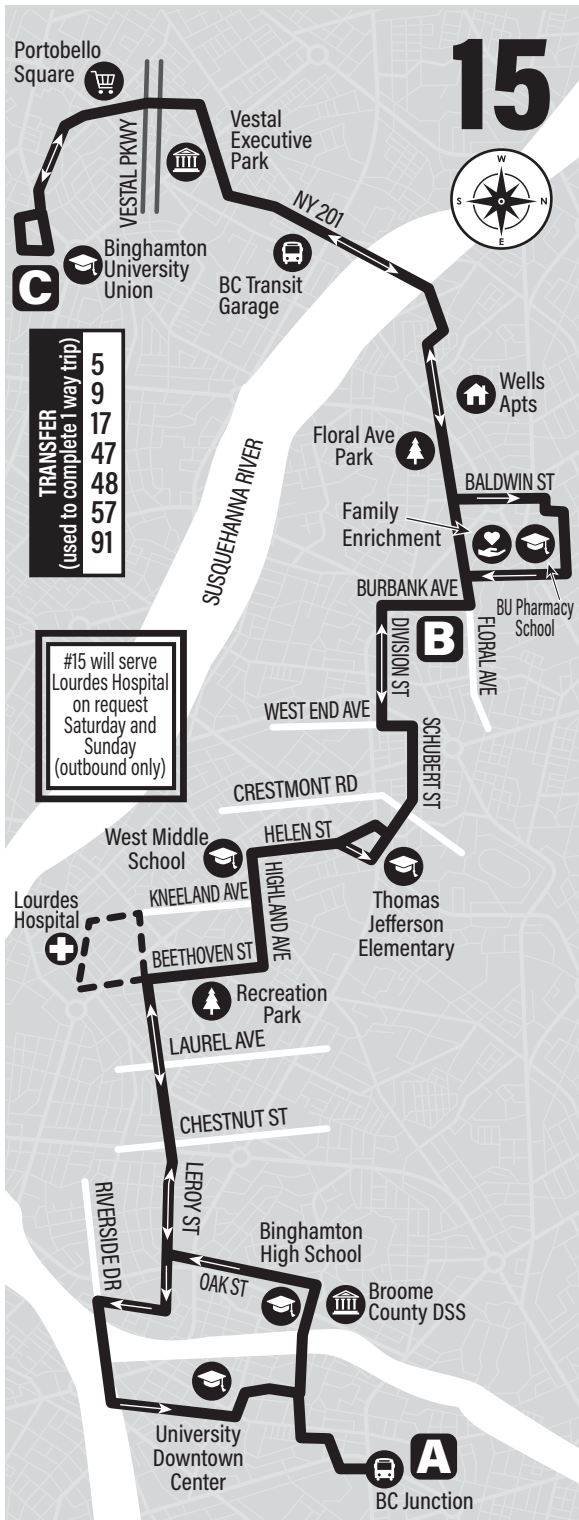 15
Portobello
Square
VESTAL PKWY
Vestal
Executive
Park
W
S
N
E
NY 201
Binghamton
University
Union
C
BC Transit
Garage
TRANSFER
(used to complete 1 way trip)
5
9
17
47
48
57
91
SUSQUEHANNA RIVER
Wells
Apts
Floral Ave
Park
BALDWIN ST
Family
Enrichment
BU Pharmacy
School
BURBANK AVE
B
DIVISION ST
FLORAL AVE
#15 will serve
Lourdes Hospital
on request
Saturday and
Sunday
(outbound only)
WEST END AVE
SCHUBERT ST
CRESTMONT RD
HELEN ST
West Middle
School
Thomas
Jefferson
Elementary
KNEELAND AVE
HIGHLAND AVE
Lourdes
Hospital
BEETHOVEN ST
Recreation
Park
LAUREL AVE
CHESTNUT ST
LEROY ST
RIVERSIDE DR
Binghamton
High School
OAK ST
Broome
County DSS
University
Downtown
Center
A
BC Junction